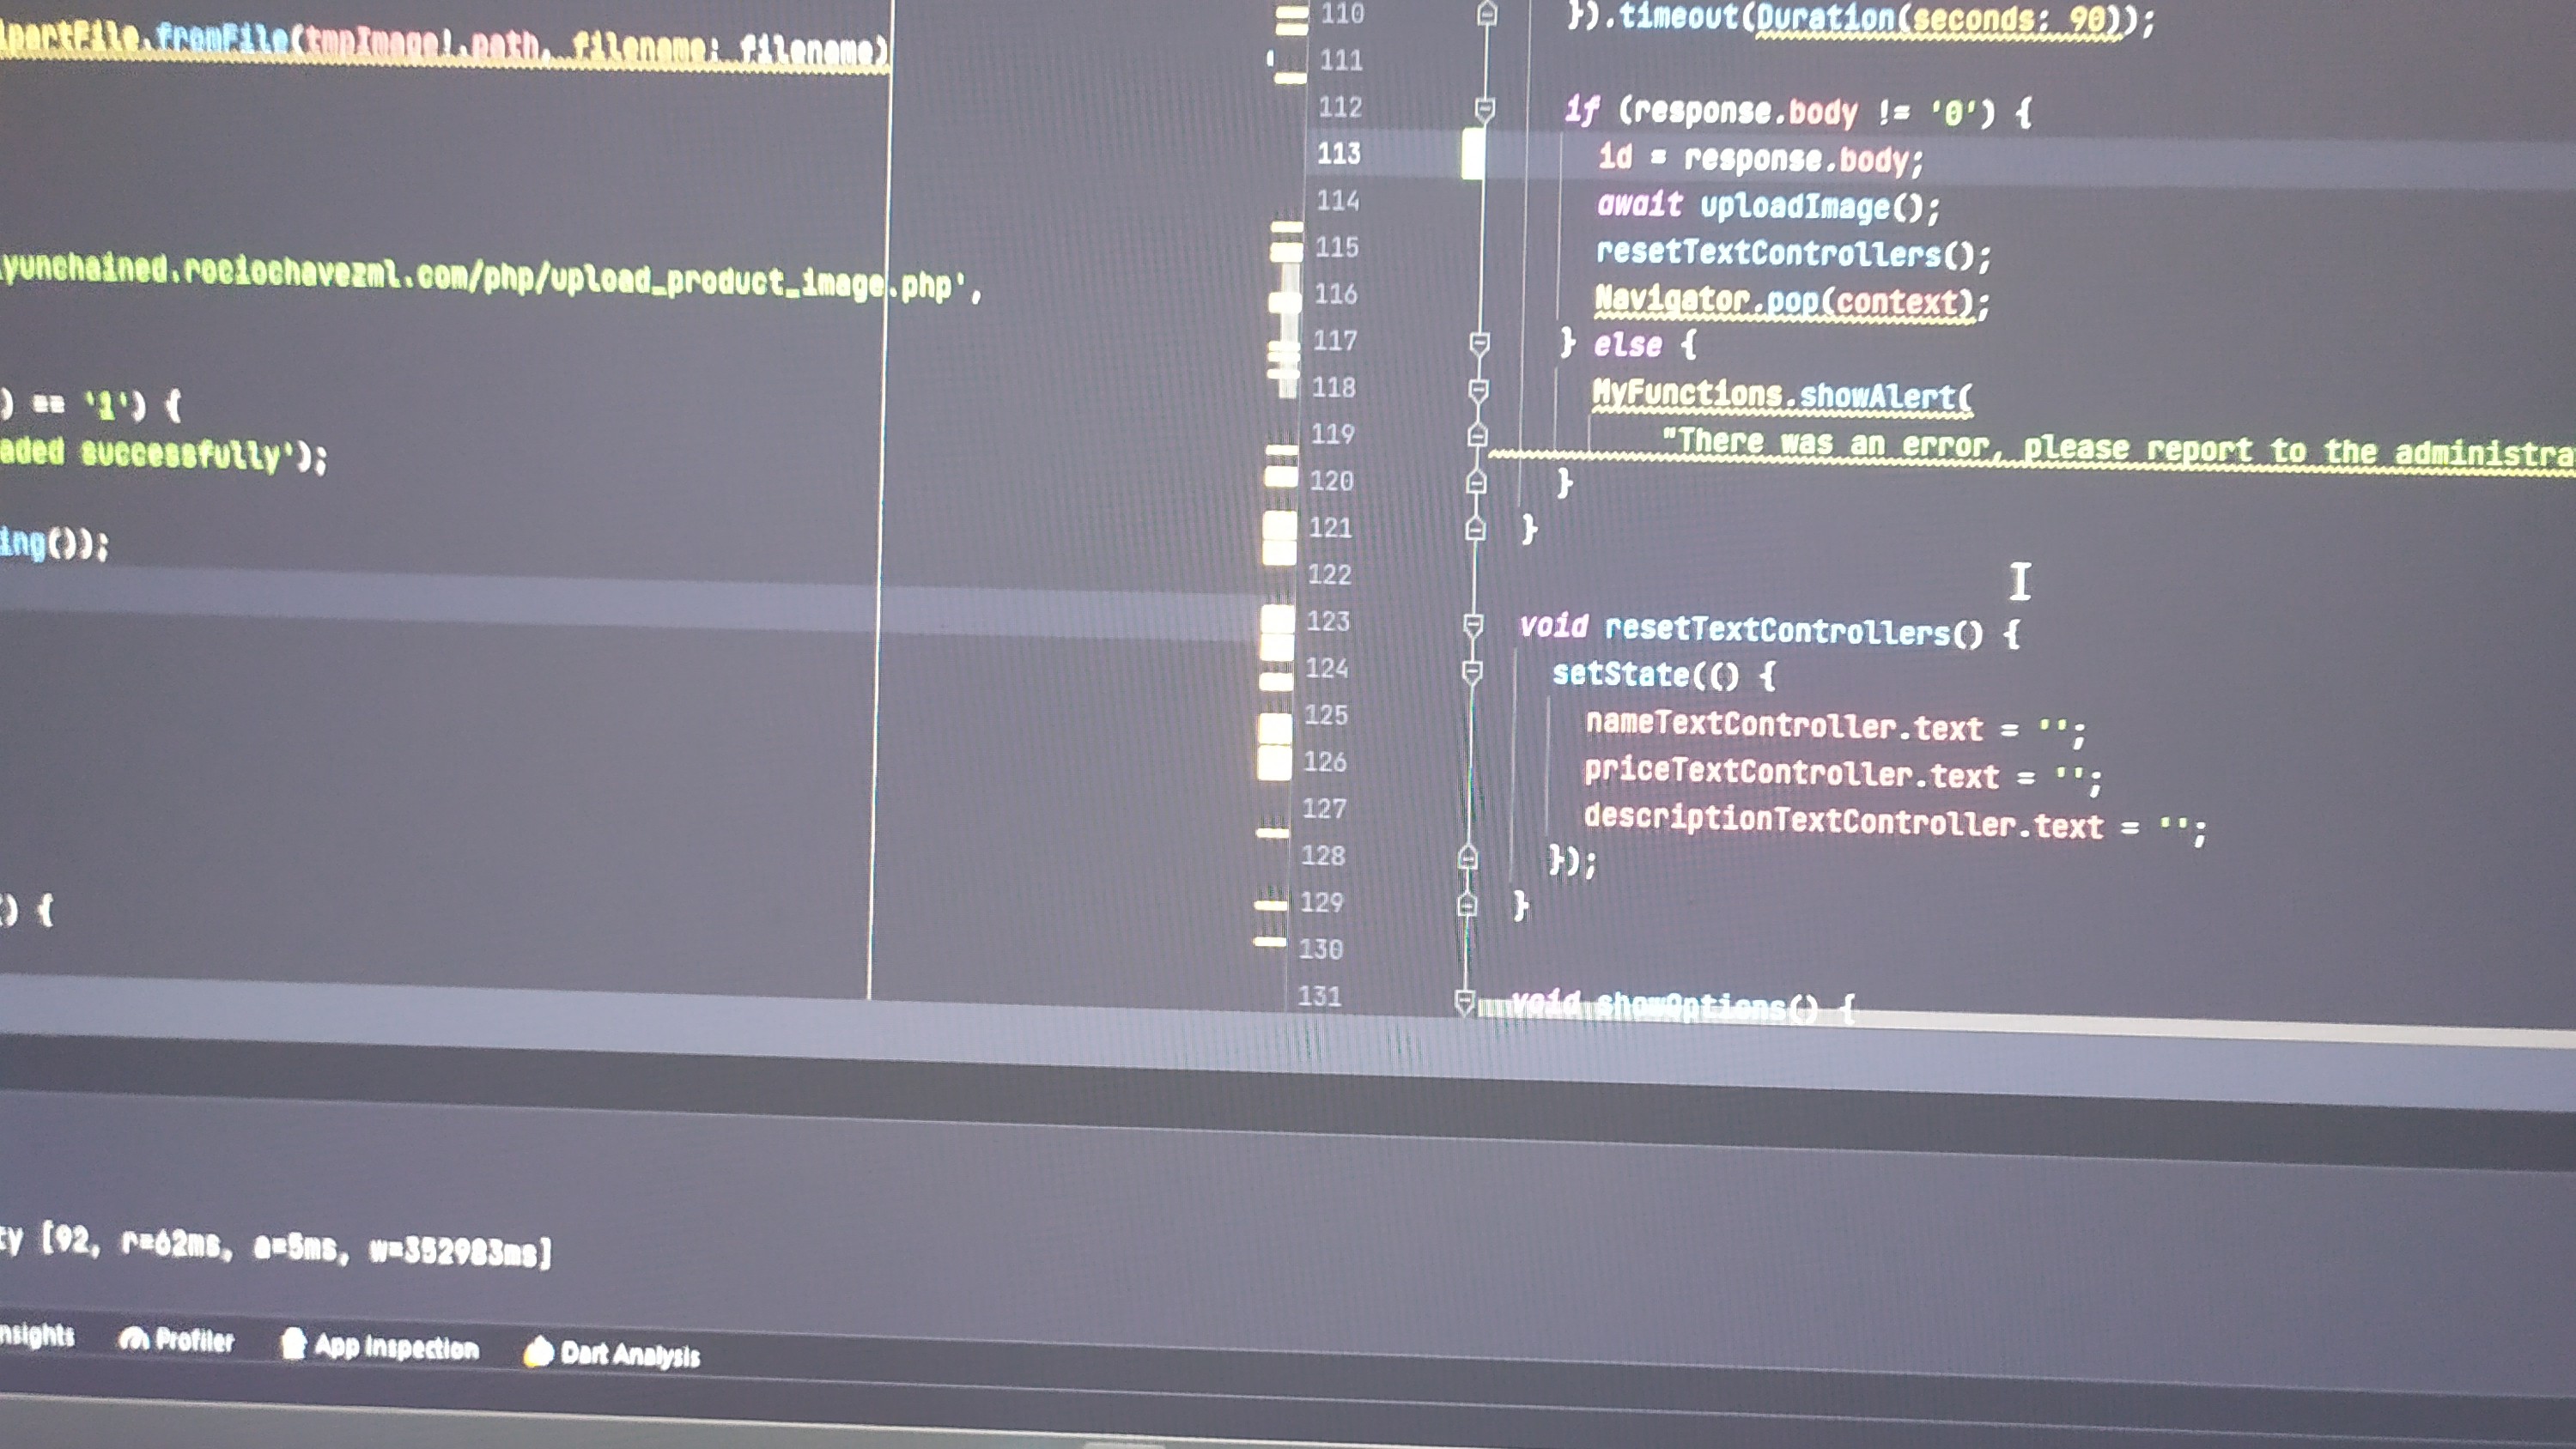 .fromFile(tmpImage!.path, filename: filename)
yunchained.rociochavezml.com/php/upload_product_image.php',
) == '1') {
aded successfully');
ing());
) {
110 }).timeout(Duration(seconds: 90));
111
112 if (response.body != '0') {
113 id = response.body;
114 await uploadImage();
115 resetTextControllers();
116 Navigator.pop(context);
117 } else {
118 MyFunctions.showAlert(
119 "There was an error, please report to the administra
120 }
121 }
122
123 void resetTextControllers() {
124 setState(() {
125 nameTextController.text = '';
126 priceTextController.text = '';
127 descriptionTextController.text = '';
128 });
129 }
130
131 void showOptions() {
ty [92, r=62ms, a=5ms, w=352983ms]
nsights Profiler App Inspection Dart Analysis